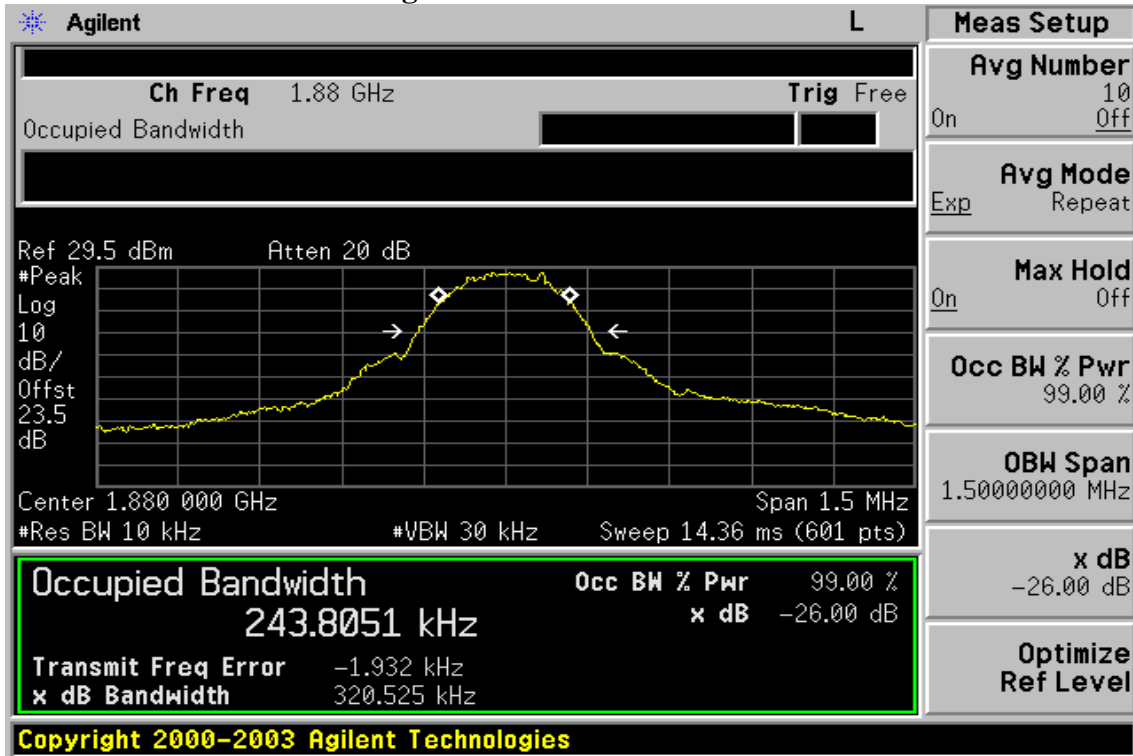 Agilent L Meas Setup
Ch Freq 1.88 GHz Trig Free
Occupied Bandwidth
Avg Number
10
On Off
Avg Mode
Exp Repeat
Max Hold
On Off
Occ BW % Pwr
99.00 %
OBW Span
1.50000000 MHz
x dB
-26.00 dB
Optimize
Ref Level
Ref 29.5 dBm Atten 20 dB
#Peak
Log
10
dB/
Offst
23.5
dB
Center 1.880 000 GHz Span 1.5 MHz
#Res BW 10 kHz #VBW 30 kHz Sweep 14.36 ms (601 pts)
Occupied Bandwidth Occ BW % Pwr 99.00 %
243.8051 kHz x dB -26.00 dB
Transmit Freq Error -1.932 kHz
x dB Bandwidth 320.525 kHz
Copyright 2000-2003 Agilent Technologies